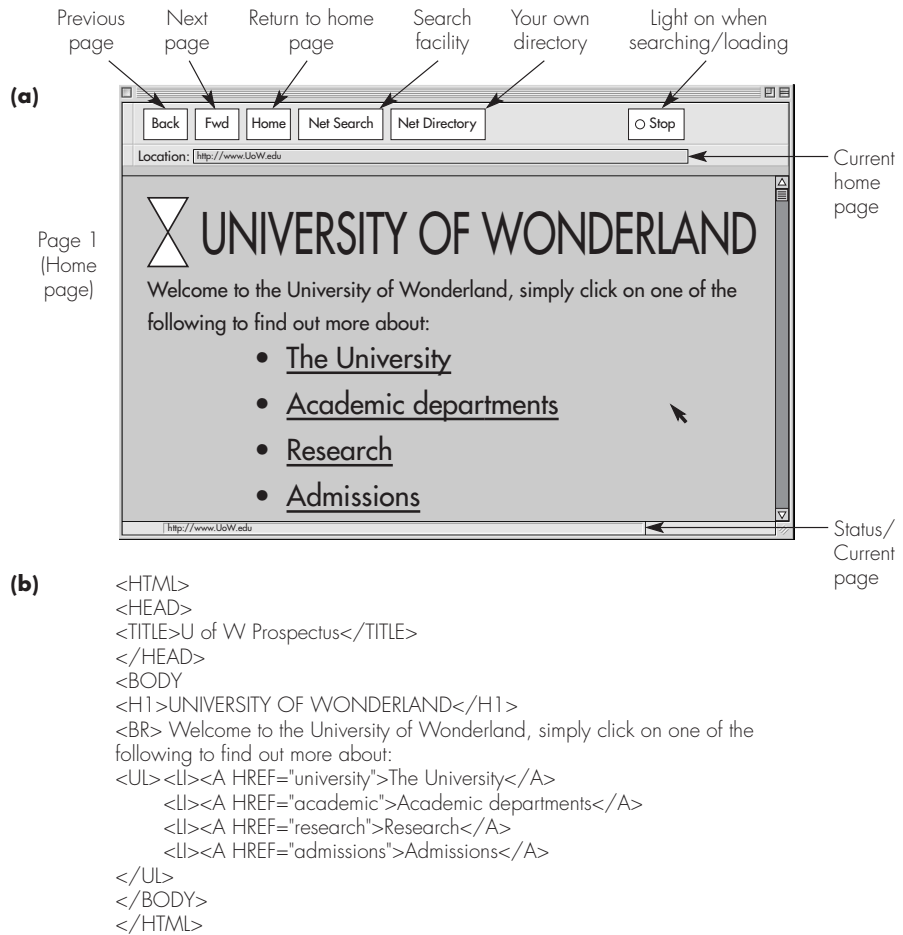 Previous page
Next page
Return to home page
Search facility
Your own directory
Light on when searching/loading
(a)
Back Fwd Home Net Search Net Directory Stop
Location: http://www.UoW.edu
Current home page
Page 1 (Home page)
UNIVERSITY OF WONDERLAND
Welcome to the University of Wonderland, simply click on one of the
following to find out more about:
• The University
• Academic departments
• Research
• Admissions
http://www.UoW.edu
Status/ Current page
(b)
<HTML>
<HEAD>
<TITLE>U of W Prospectus</TITLE>
</HEAD>
<BODY
<H1>UNIVERSITY OF WONDERLAND</H1>
<BR> Welcome to the University of Wonderland, simply click on one of the
following to find out more about:
<UL><LI><A HREF="university">The University</A>
<LI><A HREF="academic">Academic departments</A>
<LI><A HREF="research">Research</A>
<LI><A HREF="admissions">Admissions</A>
</UL>
</BODY>
</HTML>